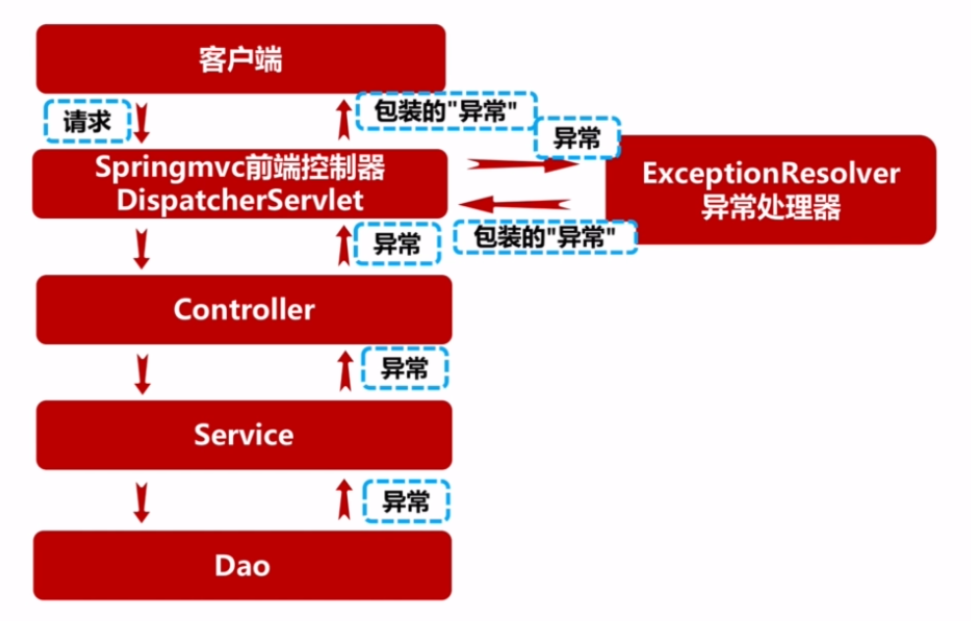 客户端
请求
包装的"异常"
异常
Springmvc前端控制器
DispatcherServlet
ExceptionResolver
异常处理器
异常
包装的"异常"
Controller
异常
Service
异常
Dao